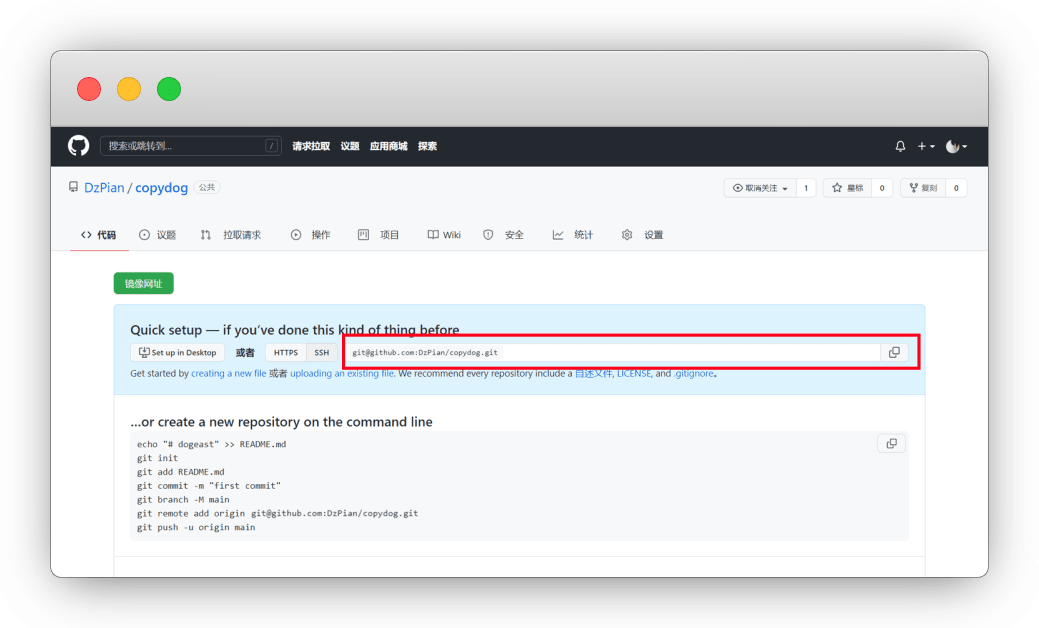 搜索或跳转到... / 请求拉取 议题 应用商城 探索
DzPian / copydog 公共 取消关注 1 星标 0 复刻 0
代码 议题 拉取请求 操作 项目 Wiki 安全 统计 设置
镜像网址
Quick setup — if you've done this kind of thing before
Set up in Desktop 或者 HTTPS SSH git@github.com:DzPian/copydog.git
Get started by creating a new file 或者 uploading an existing file. We recommend every repository include a 自述文件, LICENSE, and .gitignore。
...or create a new repository on the command line
echo "# dogeast" >> README.md
git init
git add README.md
git commit -m "first commit"
git branch -M main
git remote add origin git@github.com:DzPian/copydog.git
git push -u origin main